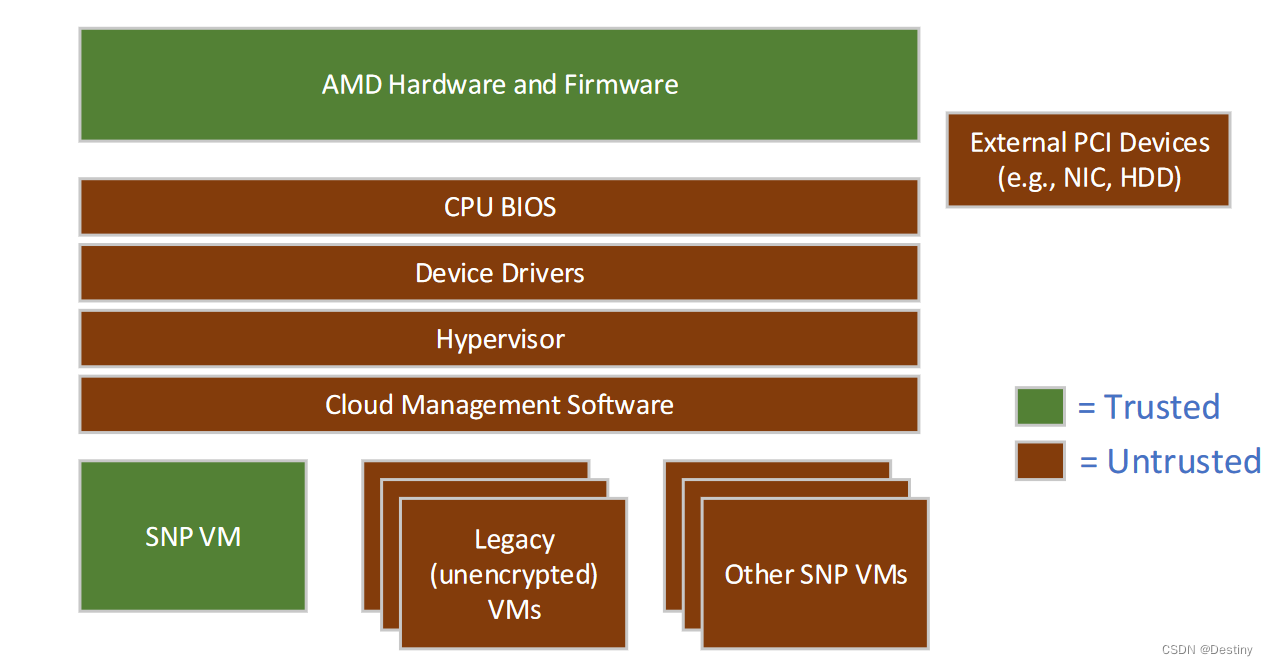 AMD Hardware and Firmware
External PCI Devices
(e.g., NIC, HDD)
CPU BIOS
Device Drivers
Hypervisor
Cloud Management Software
= Trusted
= Untrusted
SNP VM
Legacy
(unencrypted)
VMs
Other SNP VMs
CSDN @Destiny